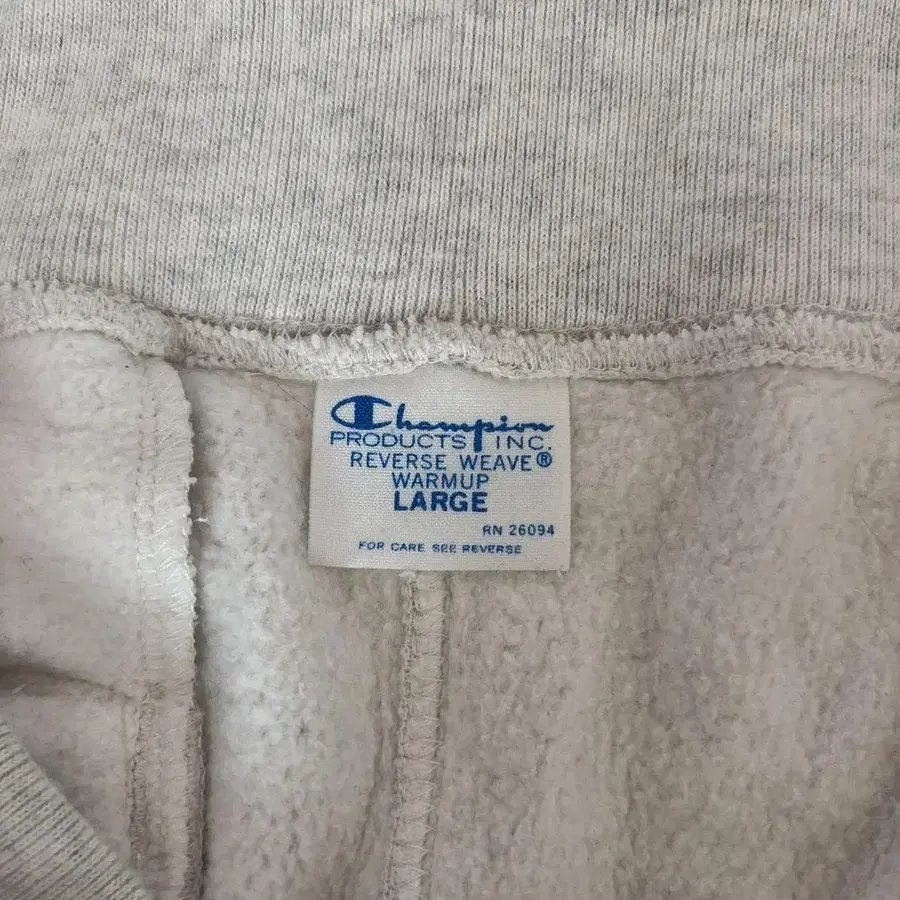 Champion
PRODUCTS INC.
REVERSE WEAVE®
WARMUP
LARGE
RN 26094
FOR CARE SEE REVERSE